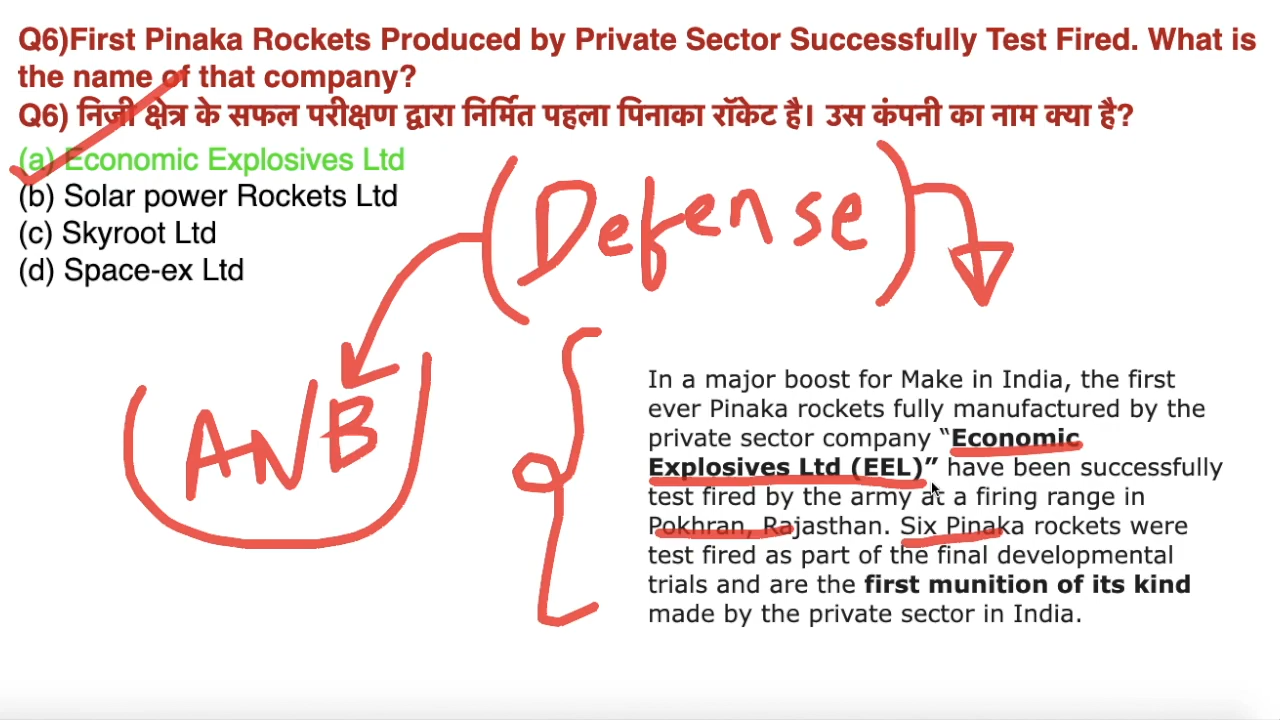 Q6)First Pinaka Rockets Produced by Private Sector Successfully Test Fired. What is
the name of that company?
Q6) निजी क्षेत्र के सफल परीक्षण द्वारा निर्मित पहला पिनाका रॉकेट है। उस कंपनी का नाम क्या है?
(a) Economic Explosives Ltd
(b) Solar power Rockets Ltd
(c) Skyroot Ltd
(d) Space-ex Ltd
(Defense)
ANB
In a major boost for Make in India, the first
ever Pinaka rockets fully manufactured by the
private sector company “Economic
Explosives Ltd (EEL)” have been successfully
test fired by the army at a firing range in
Pokhran, Rajasthan. Six Pinaka rockets were
test fired as part of the final developmental
trials and are the first munition of its kind
made by the private sector in India.